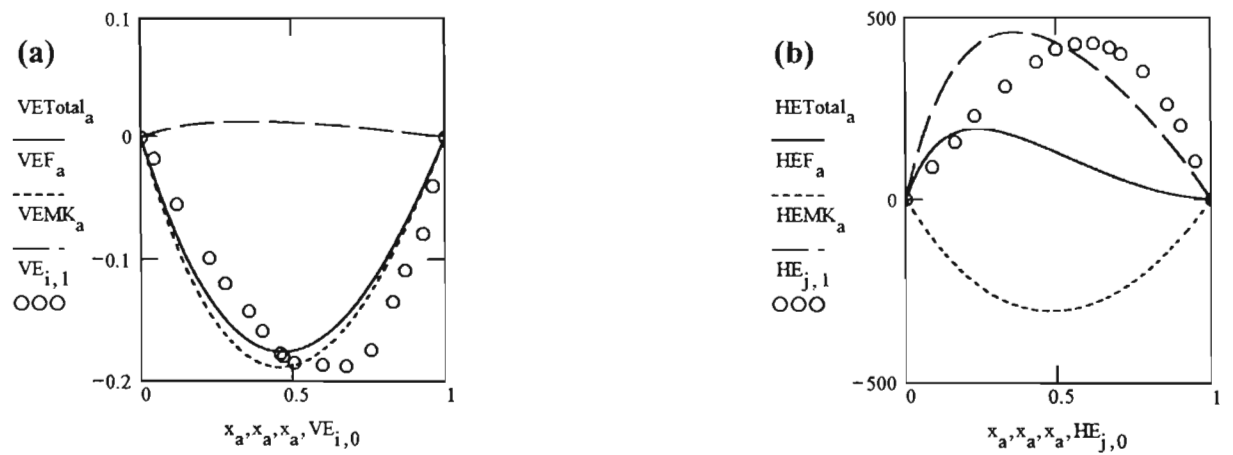 (a)
VETotal_a
VEF_a
VEMK_a
VE_i,1
0.1
0
−0.1
−0.2
0 0.5 1
x_a,x_a,x_a,VE_i,0
(b)
HETotal_a
HEF_a
HEMK_a
HE_j,1
500
0
−500
0 0.5 1
x_a,x_a,x_a,HE_j,0